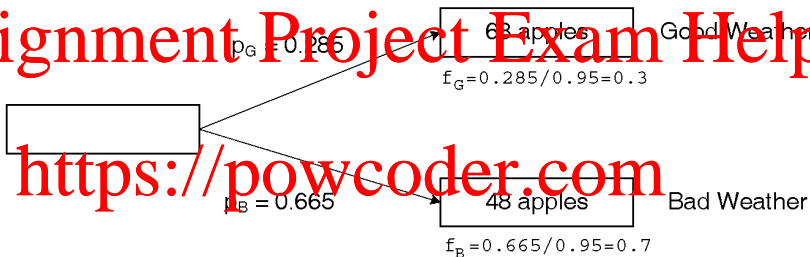 63 apples Good Weather
ignment Project Exam Help
p_G = 0.285
f_G=0.285/0.95=0.3
https://powcoder.com
p_B = 0.665
48 apples Bad Weather
f_B=0.665/0.95=0.7